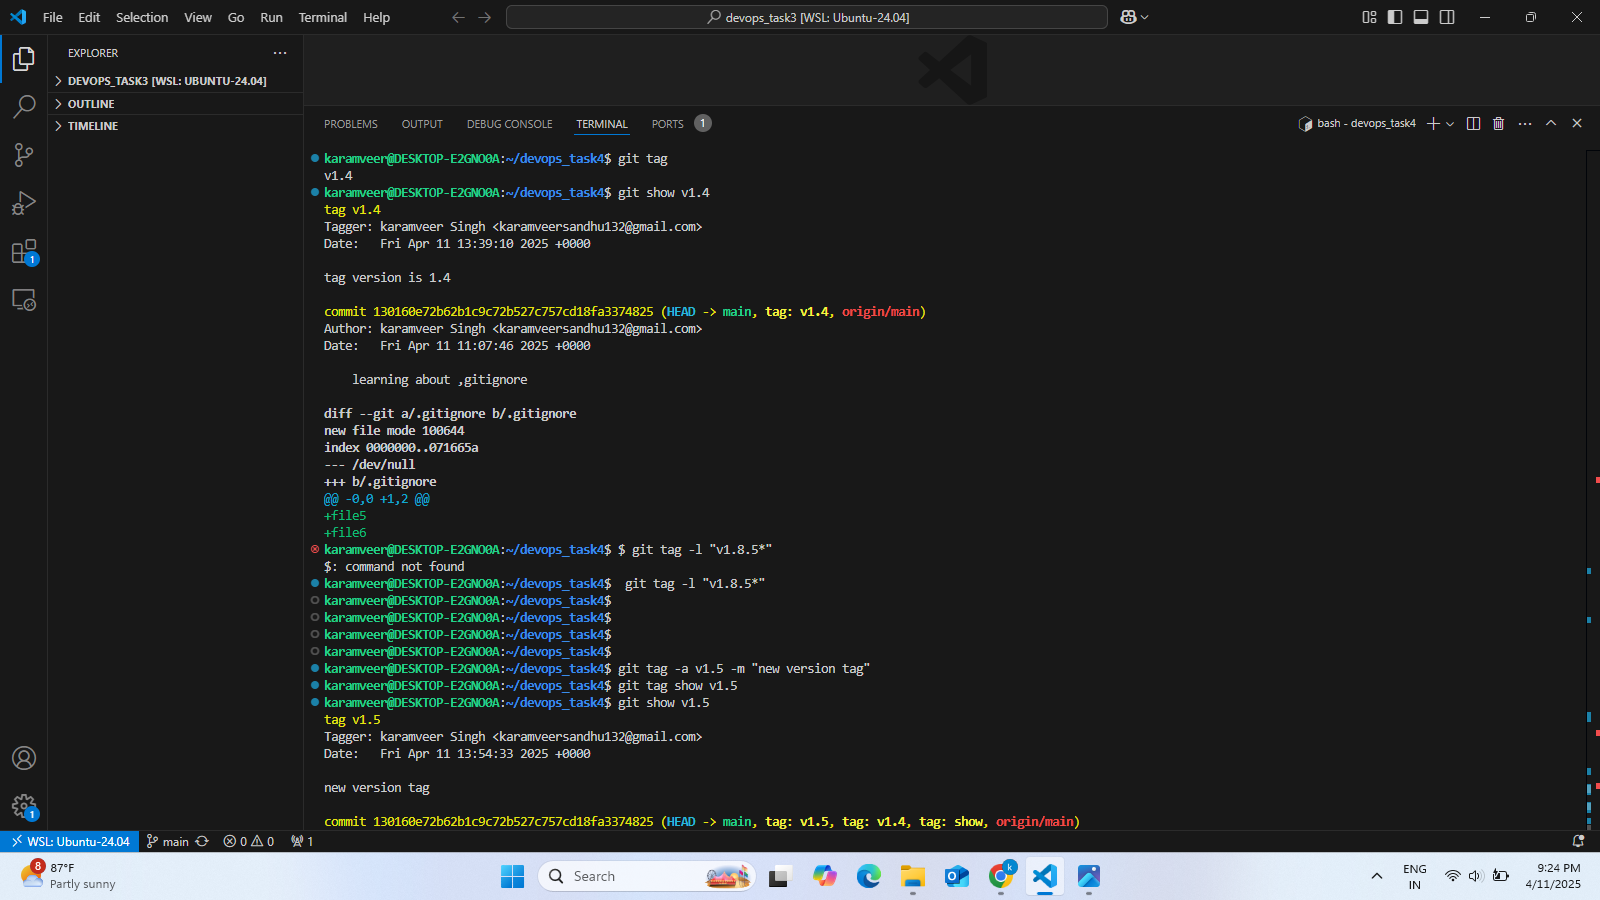 File Edit Selection View Go Run Terminal Help
devops_task3 [WSL: Ubuntu-24.04]
EXPLORER
DEVOPS_TASK3 [WSL: UBUNTU-24.04]
OUTLINE
TIMELINE
PROBLEMS OUTPUT DEBUG CONSOLE TERMINAL PORTS 1
bash - devops_task4
karamveer@DESKTOP-E2GNO0A:~/devops_task4$ git tag
v1.4
karamveer@DESKTOP-E2GNO0A:~/devops_task4$ git show v1.4
tag v1.4
Tagger: karamveer Singh <karamveersandhu132@gmail.com>
Date:   Fri Apr 11 13:39:10 2025 +0000
tag version is 1.4
commit 130160e72b62b1c9c72b527c757cd18fa3374825 (HEAD -> main, tag: v1.4, origin/main)
Author: karamveer Singh <karamveersandhu132@gmail.com>
Date:   Fri Apr 11 11:07:46 2025 +0000
    learning about ,gitignore
diff --git a/.gitignore b/.gitignore
new file mode 100644
index 0000000..071665a
--- /dev/null
+++ b/.gitignore
@@ -0,0 +1,2 @@
+file5
+file6
karamveer@DESKTOP-E2GNO0A:~/devops_task4$ $ git tag -l "v1.8.5*"
$: command not found
karamveer@DESKTOP-E2GNO0A:~/devops_task4$  git tag -l "v1.8.5*"
karamveer@DESKTOP-E2GNO0A:~/devops_task4$
karamveer@DESKTOP-E2GNO0A:~/devops_task4$
karamveer@DESKTOP-E2GNO0A:~/devops_task4$
karamveer@DESKTOP-E2GNO0A:~/devops_task4$
karamveer@DESKTOP-E2GNO0A:~/devops_task4$ git tag -a v1.5 -m "new version tag"
karamveer@DESKTOP-E2GNO0A:~/devops_task4$ git tag show v1.5
karamveer@DESKTOP-E2GNO0A:~/devops_task4$ git show v1.5
tag v1.5
Tagger: karamveer Singh <karamveersandhu132@gmail.com>
Date:   Fri Apr 11 13:54:33 2025 +0000
new version tag
commit 130160e72b62b1c9c72b527c757cd18fa3374825 (HEAD -> main, tag: v1.5, tag: v1.4, tag: show, origin/main)
1
1
WSL: Ubuntu-24.04 main 0 0 1
8
87°F
Partly sunny
Search
k
ENG
IN
9:24 PM
4/11/2025